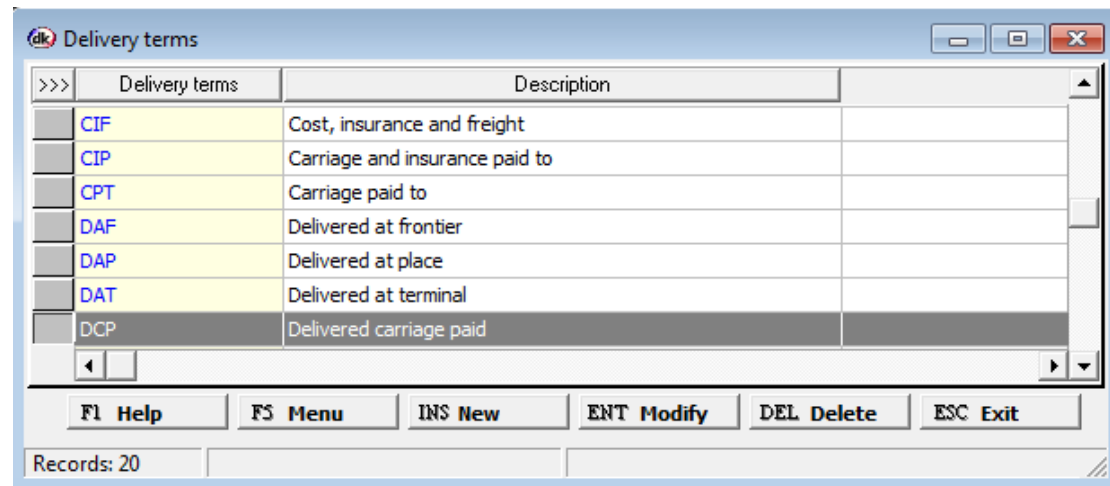 dk Delivery terms
>>> Delivery terms Description
CIF Cost, insurance and freight
CIP Carriage and insurance paid to
CPT Carriage paid to
DAF Delivered at frontier
DAP Delivered at place
DAT Delivered at terminal
DCP Delivered carriage paid
F1 Help F5 Menu INS New ENT Modify DEL Delete ESC Exit
Records: 20